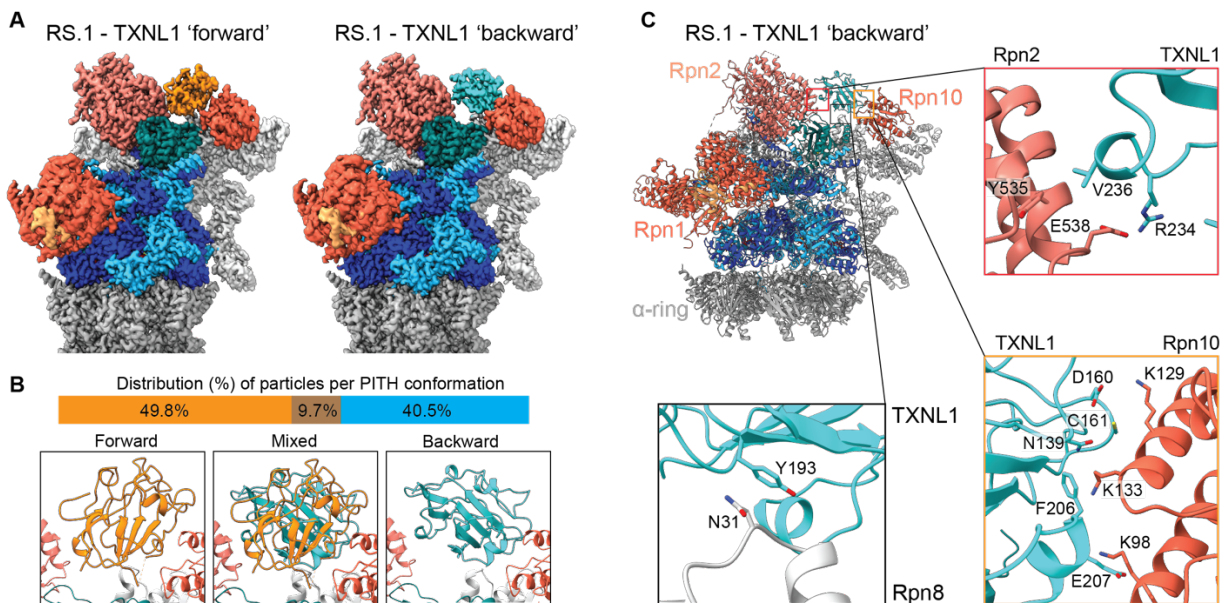 A
RS.1 - TXNL1 'forward'
RS.1 - TXNL1 'backward'
B
Distribution (%) of particles per PITH conformation
49.8%
9.7%
40.5%
Forward
Mixed
Backward
C
RS.1 - TXNL1 'backward'
Rpn2
Rpn10
Rpn1
α-ring
Rpn2
TXNL1
Y535
V236
E538
R234
TXNL1
Y193
N31
Rpn8
TXNL1
Rpn10
D160
K129
C161
N139
K133
F206
K98
E207